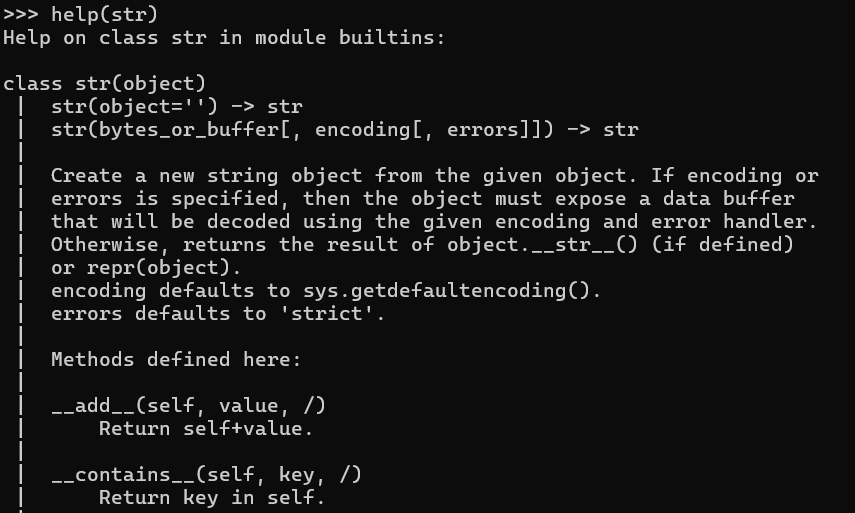 >>> help(str)
Help on class str in module builtins:

class str(object)
 |  str(object='') -> str
 |  str(bytes_or_buffer[, encoding[, errors]]) -> str
 |
 |  Create a new string object from the given object. If encoding or
 |  errors is specified, then the object must expose a data buffer
 |  that will be decoded using the given encoding and error handler.
 |  Otherwise, returns the result of object.__str__() (if defined)
 |  or repr(object).
 |  encoding defaults to sys.getdefaultencoding().
 |  errors defaults to 'strict'.
 |
 |  Methods defined here:
 |
 |  __add__(self, value, /)
 |      Return self+value.
 |
 |  __contains__(self, key, /)
 |      Return key in self.
 |